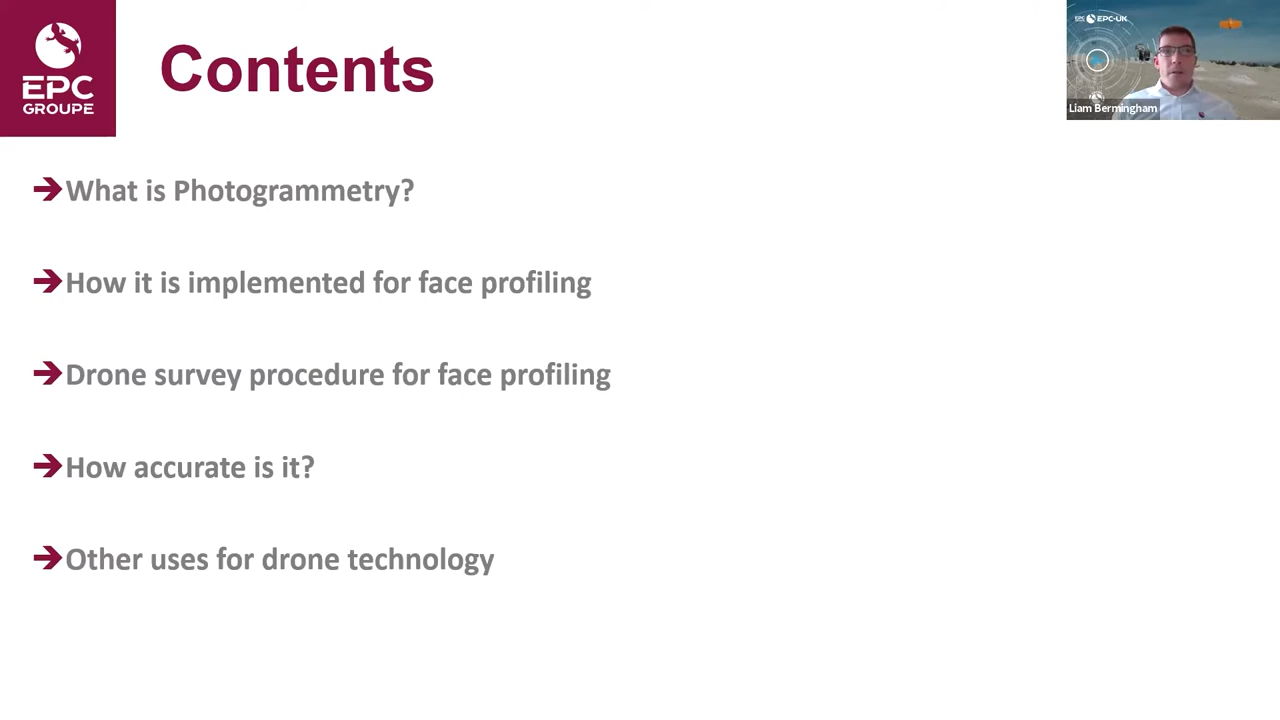 EPC
GROUPE
Contents
EPC-UK
Liam Bermingham
What is Photogrammetry?
How it is implemented for face profiling
Drone survey procedure for face profiling
How accurate is it?
Other uses for drone technology